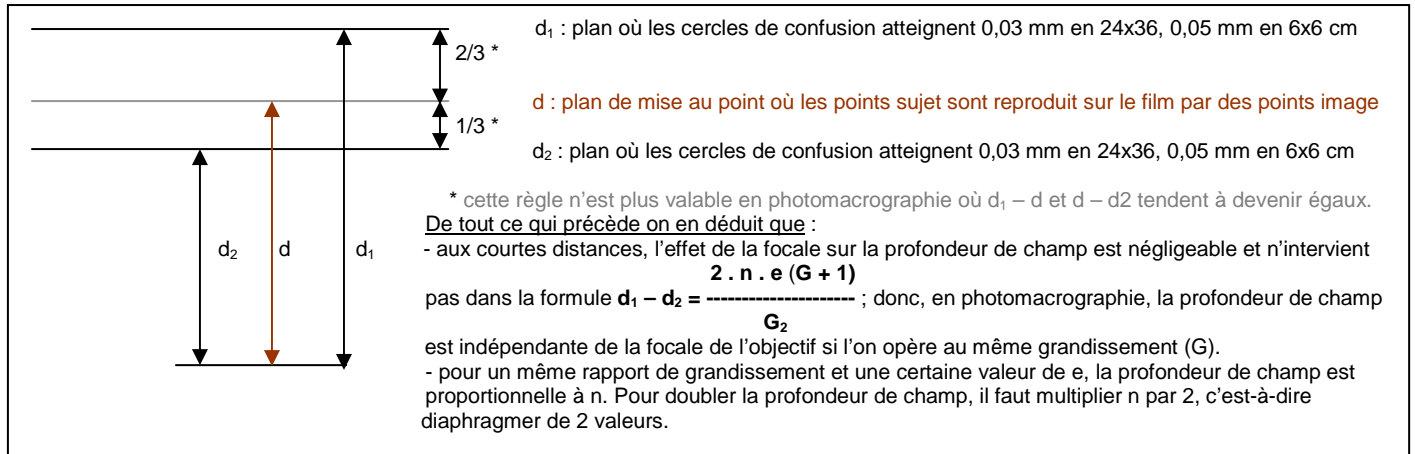 d₁ : plan où les cercles de confusion atteignent 0,03 mm en 24x36, 0,05 mm en 6x6 cm
2/3 *
d : plan de mise au point où les points sujet sont reproduit sur le film par des points image
1/3 *
d₂ : plan où les cercles de confusion atteignent 0,03 mm en 24x36, 0,05 mm en 6x6 cm
* cette règle n'est plus valable en photomacrographie où d₁ – d et d – d2 tendent à devenir égaux.
De tout ce qui précède on en déduit que :
d₂ d d₁
- aux courtes distances, l'effet de la focale sur la profondeur de champ est négligeable et n'intervient
2 . n . e (G + 1)
pas dans la formule d₁ – d₂ = --------------------- ; donc, en photomacrographie, la profondeur de champ
G₂
est indépendante de la focale de l'objectif si l'on opère au même grandissement (G).
- pour un même rapport de grandissement et une certaine valeur de e, la profondeur de champ est
proportionnelle à n. Pour doubler la profondeur de champ, il faut multiplier n par 2, c'est-à-dire
diaphragmer de 2 valeurs.